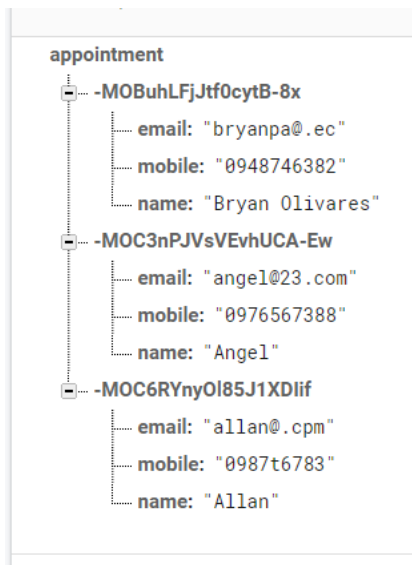 appointment
-MOBuhLFjJtf0cytB-8x
email: "bryanpa@.ec"
mobile: "0948746382"
name: "Bryan Olivares"
-MOC3nPJVsVEvhUCA-Ew
email: "angel@23.com"
mobile: "0976567388"
name: "Angel"
-MOC6RYnyOl85J1XDlif
email: "allan@.cpm"
mobile: "0987t6783"
name: "Allan"